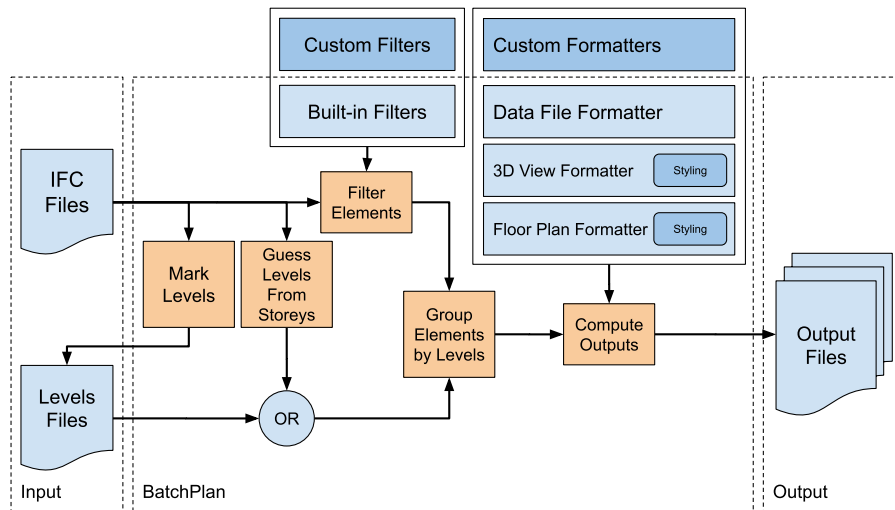 Custom Filters
Custom Formatters
Built-in Filters
Data File Formatter
3D View Formatter
Styling
Floor Plan Formatter
Styling
IFC
Files
Filter
Elements
Mark
Levels
Guess
Levels
From
Storeys
Group
Elements
by Levels
Compute
Outputs
Output
Files
Levels
Files
OR
Input
BatchPlan
Output